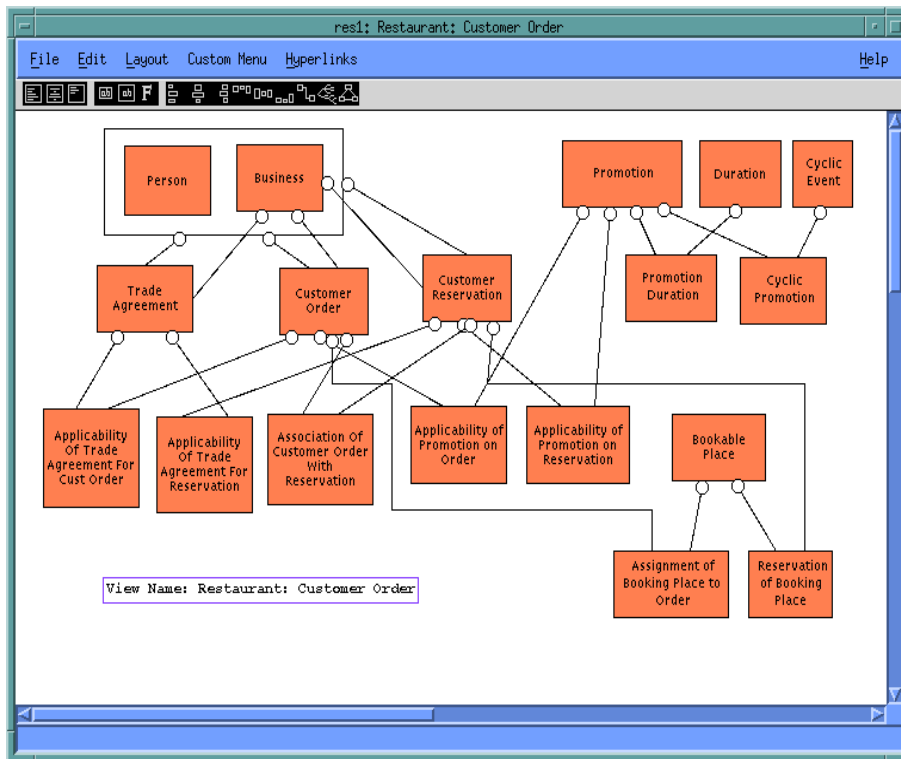 res1: Restaurant: Customer Order
File Edit Layout Custom Menu Hyperlinks Help
ab ab F
Person
Business
Promotion
Duration
Cyclic
Event
Trade
Agreement
Customer
Order
Customer
Reservation
Promotion
Duration
Cyclic
Promotion
Applicability
Of Trade
Agreement For
Cust Order
Applicability
Of Trade
Agreement For
Reservation
Association Of
Customer Order
With
Reservation
Applicability of
Promotion on
Order
Applicability of
Promotion on
Reservation
Bookable
Place
Assignment of
Booking Place to
Order
Reservation
of Booking
Place
View Name: Restaurant: Customer Order